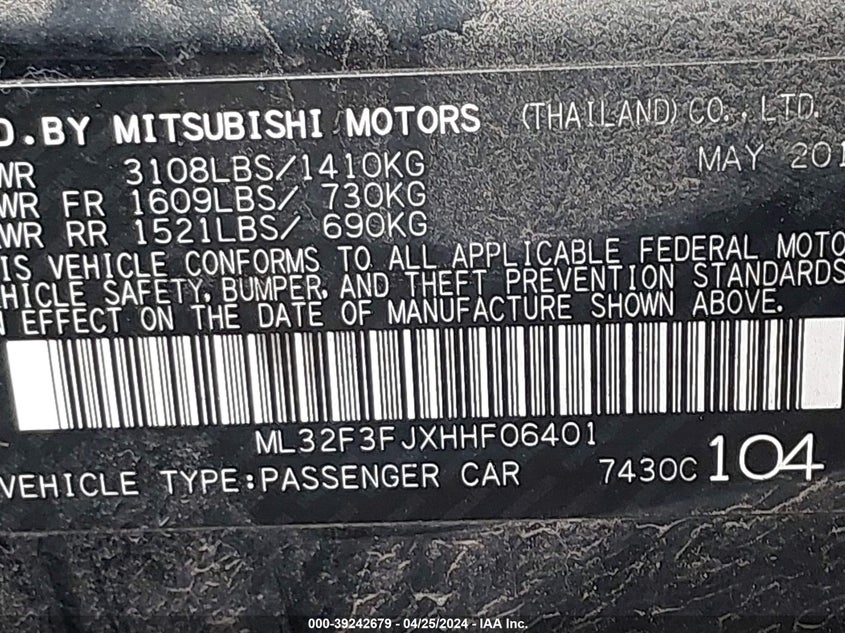 D.BY MITSUBISHI MOTORS (THAILAND) CO., LTD.
WR 3108LBS/1410KG MAY 201
WR FR 1609LBS/ 730KG
WR RR 1521LBS/ 690KG
IS VEHICLE CONFORMS TO ALL APPLICABLE FEDERAL MOTO
HICLE SAFETY, BUMPER, AND THEFT PREVENTION STANDARDS
N EFFECT ON THE DATE OF MANUFACTURE SHOWN ABOVE.
ML32F3FJXHHF06401
VEHICLE TYPE:PASSENGER CAR 7430C 104
000-39242679 - 04/25/2024 - IAA Inc.